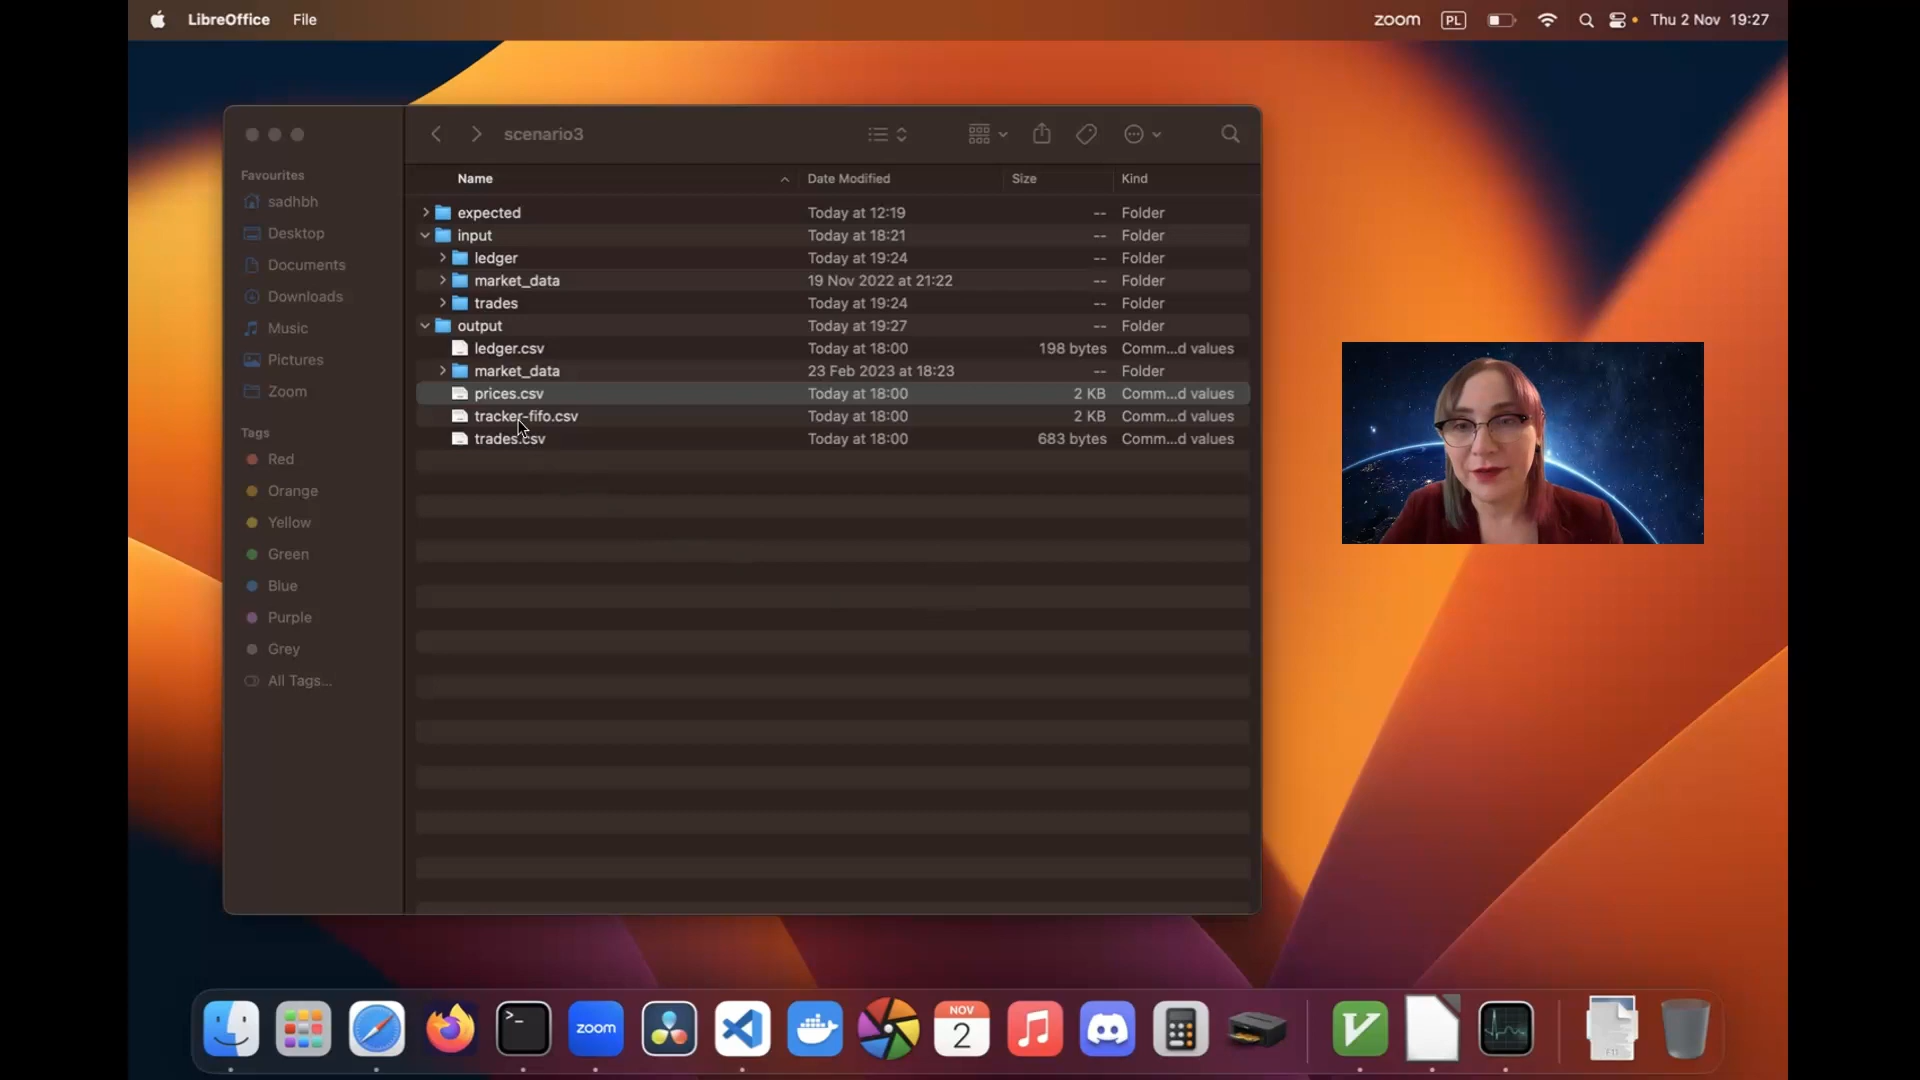 LibreOffice File zoom PL Thu 2 Nov 19:27
scenario3
Favourites
sadhbh
Desktop
Documents
Downloads
Music
Pictures
Zoom
Tags
Red
Orange
Yellow
Green
Blue
Purple
Grey
All Tags...
Name Date Modified Size Kind
expected Today at 12:19 -- Folder
input Today at 18:21 -- Folder
ledger Today at 19:24 -- Folder
market_data 19 Nov 2022 at 21:22 -- Folder
trades Today at 19:24 -- Folder
output Today at 19:27 -- Folder
ledger.csv Today at 18:00 198 bytes Comm...d values
market_data 23 Feb 2023 at 18:23 -- Folder
prices.csv Today at 18:00 2 KB Comm...d values
tracker-fifo.csv Today at 18:00 2 KB Comm...d values
trades.csv Today at 18:00 683 bytes Comm...d values
zoom
NOV
2